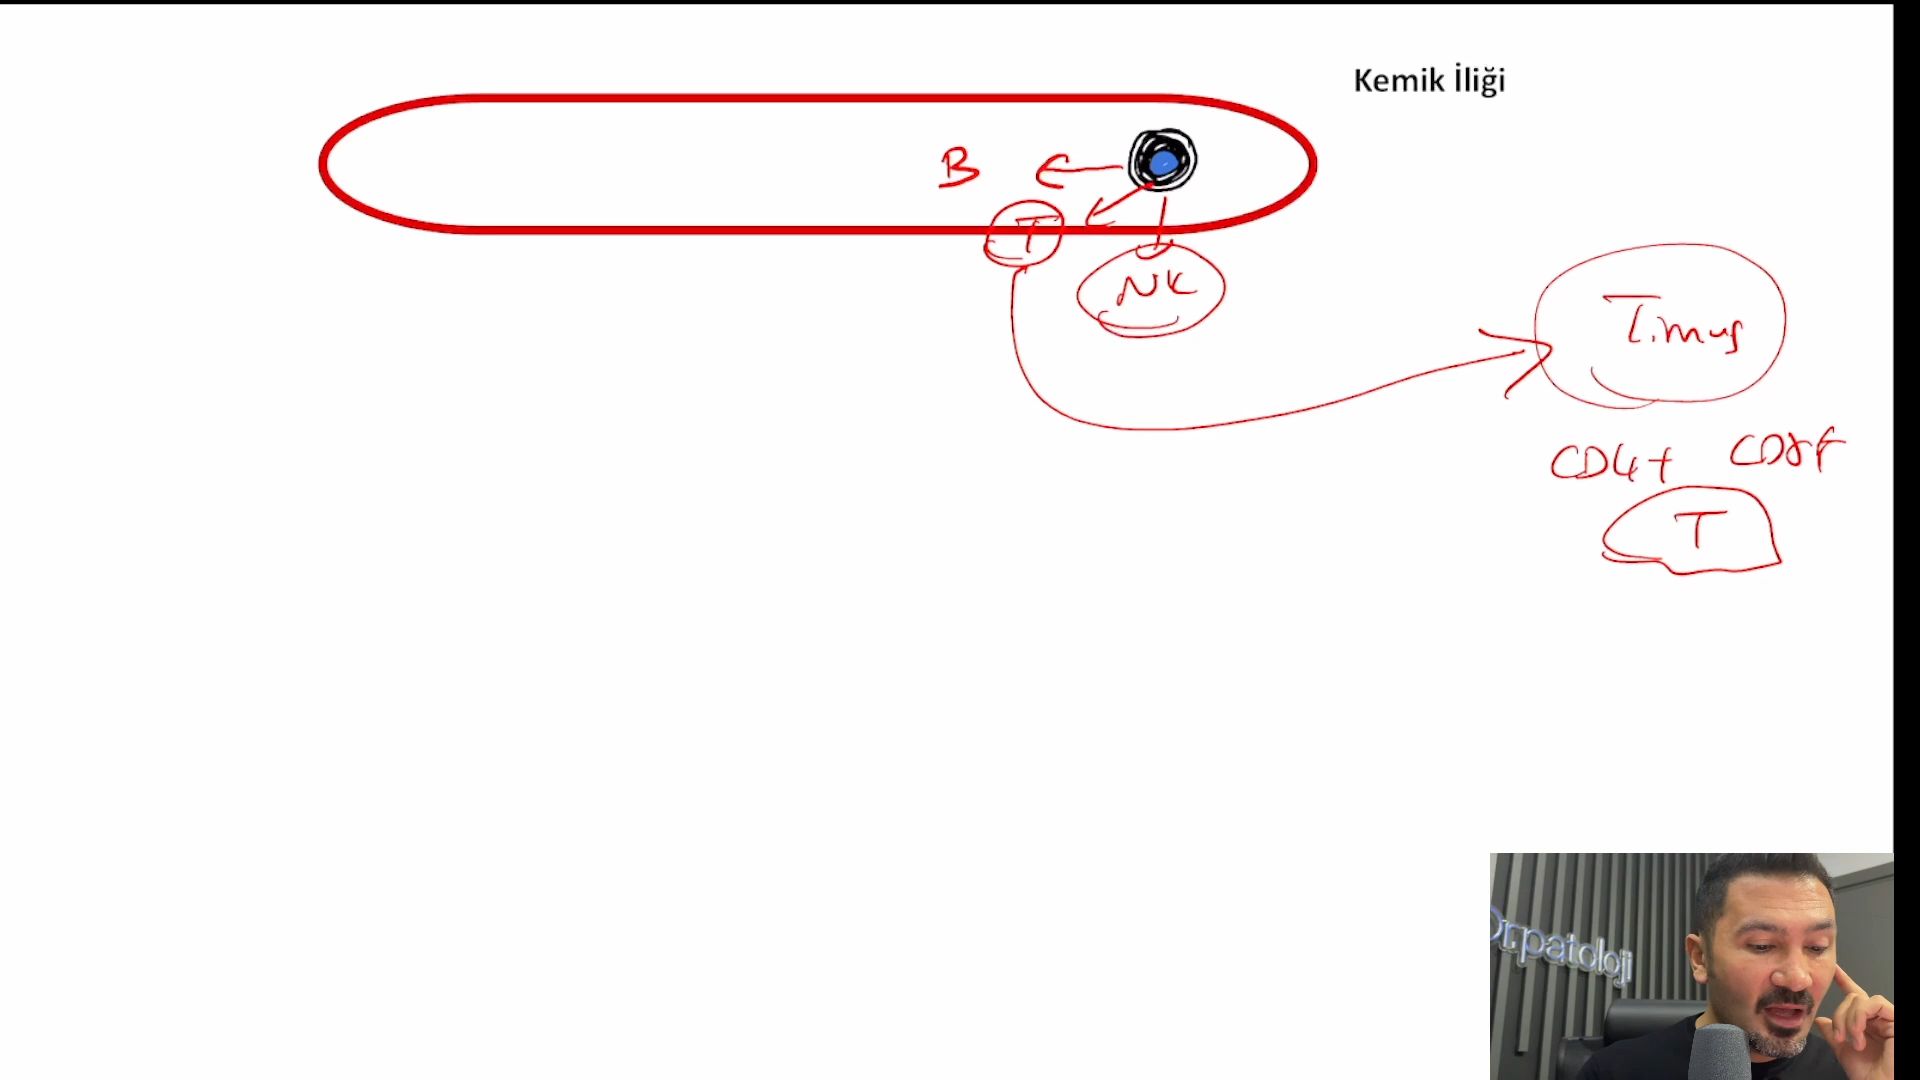 Kemik İliği
B
T
NK
Timus
CD4+ CD8+
T
Drpatoloji